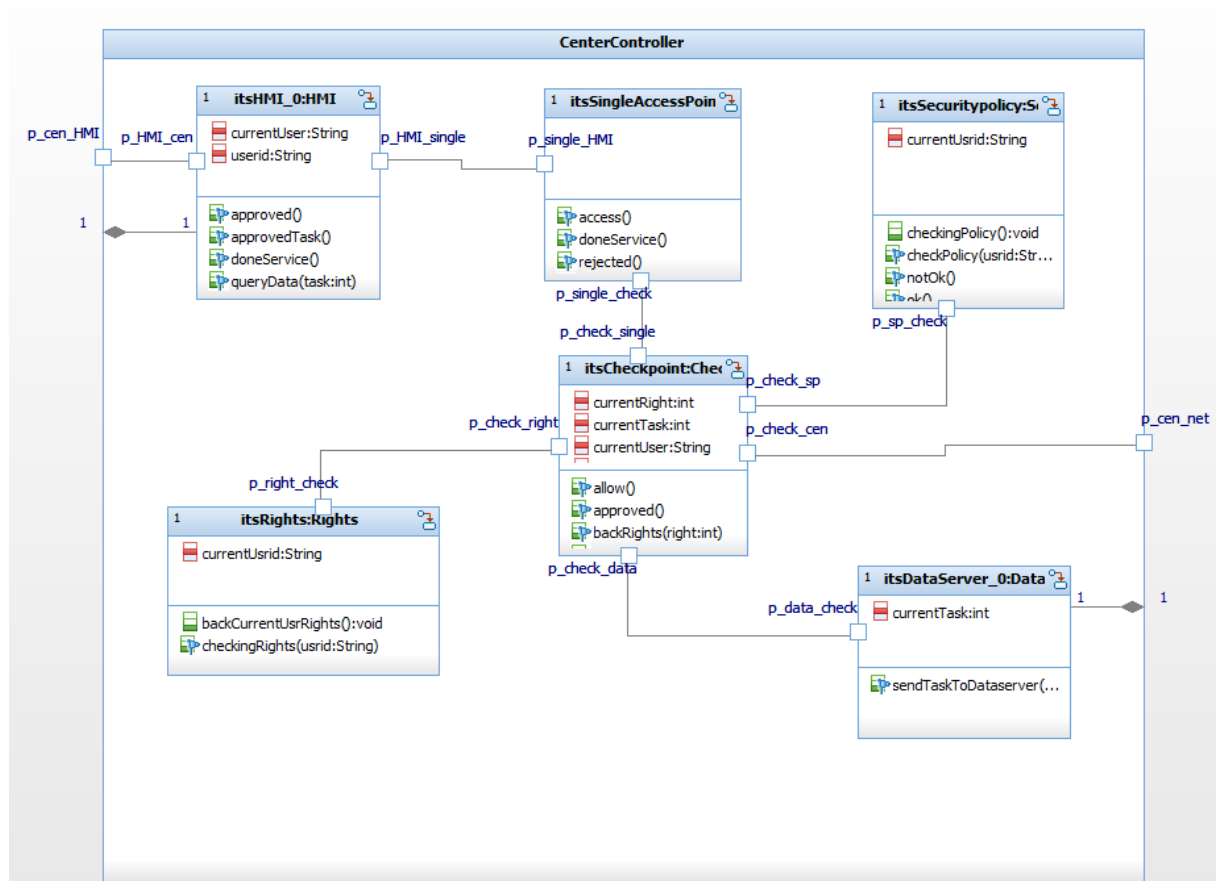 CenterController
1 itsHMI_0:HMI
currentUser:String
userid:String
approved()
approvedTask()
doneService()
queryData(task:int)
p_cen_HMI
p_HMI_cen
p_HMI_single
1
1
1 itsSingleAccessPoin
p_single_HMI
access()
doneService()
rejected()
p_single_check
1 itsSecuritypolicy:Se
currentUsrid:String
checkingPolicy():void
checkPolicy(usrid:Str...
notOk()
ok()
p_sp_check
p_check_single
1 itsCheckpoint:Chec
currentRight:int
currentTask:int
currentUser:String
allow()
approved()
backRights(right:int)
p_check_sp
p_check_cen
p_cen_net
p_check_right
p_check_data
p_right_check
1 itsRights:Rights
currentUsrid:String
backCurrentUsrRights():void
checkingRights(usrid:String)
p_data_check
1 itsDataServer_0:Data
currentTask:int
sendTaskToDataserver(...
1
1